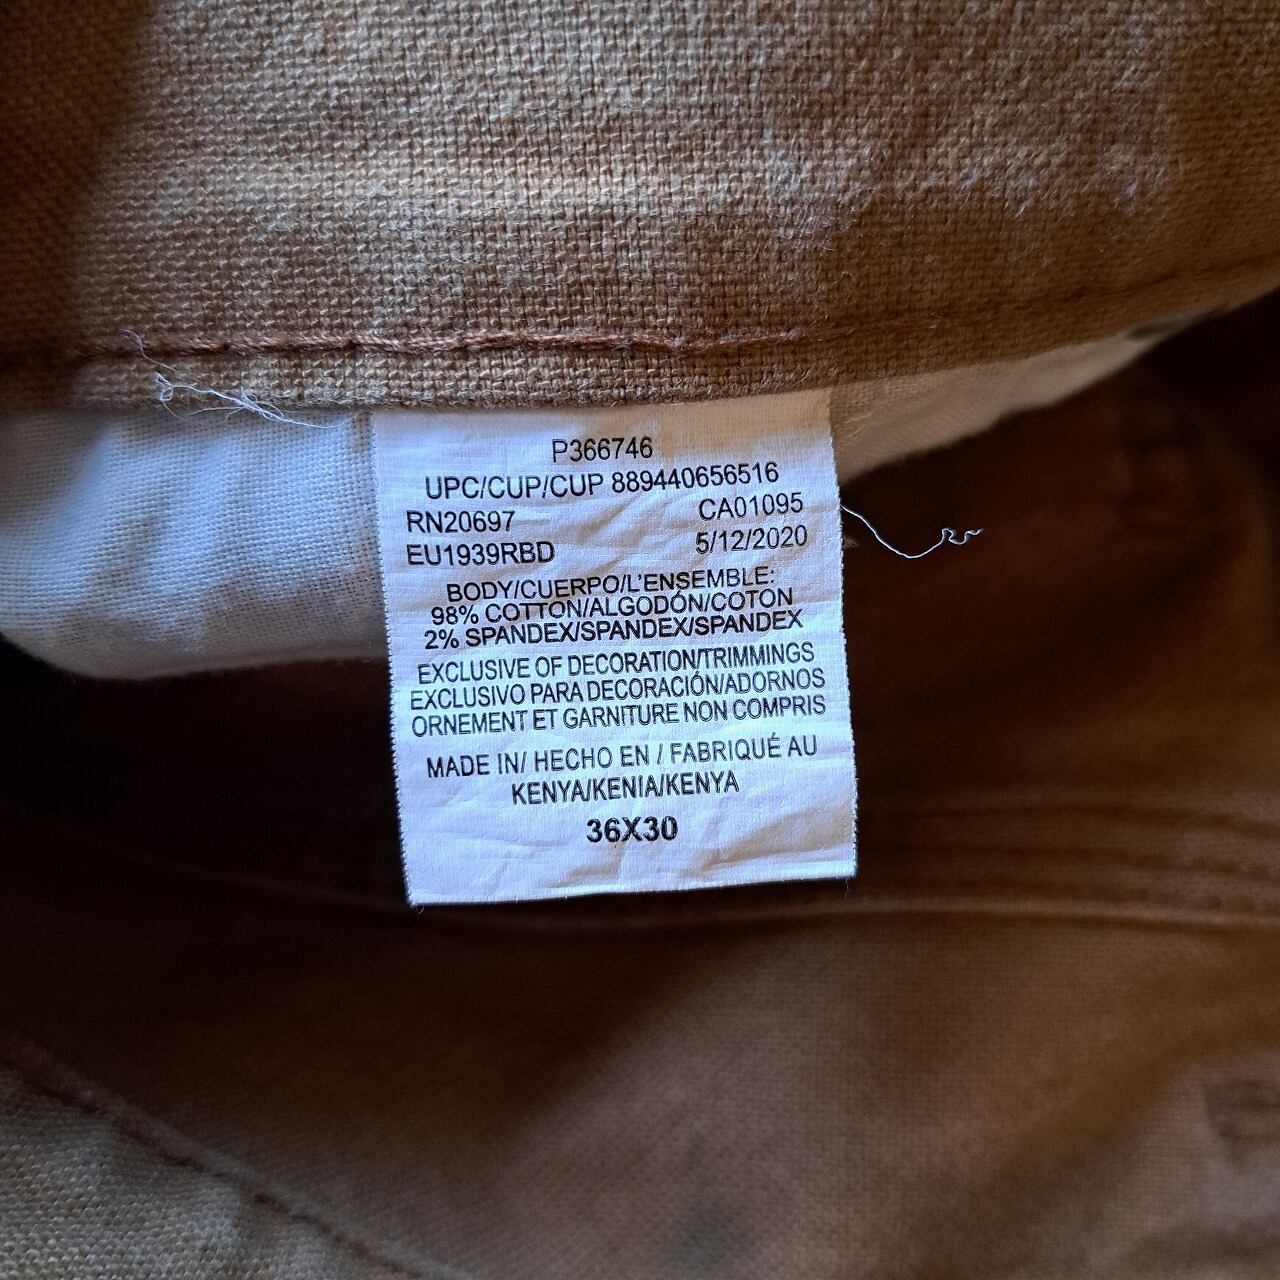 P366746
UPC/CUP/CUP 889440656516
RN20697 CA01095
EU1939RBD 5/12/2020
BODY/CUERPO/L'ENSEMBLE:
98% COTTON/ALGODÓN/COTON
2% SPANDEX/SPANDEX/SPANDEX
EXCLUSIVE OF DECORATION/TRIMMINGS
EXCLUSIVO PARA DECORACIÓN/ADORNOS
ORNEMENT ET GARNITURE NON COMPRIS
MADE IN/ HECHO EN / FABRIQUÉ AU
KENYA/KENIA/KENYA
36X30